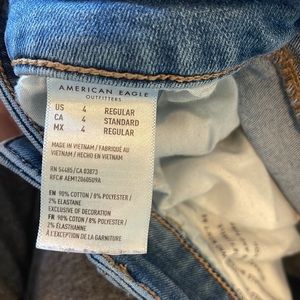 AMERICAN EAGLE
OUTFITTERS
US 4 REGULAR
CA 4 STANDARD
MX 4 REGULAR
MADE IN VIETNAM / FABRIQUÉ AU
VIETNAM / HECHO EN VIETNAM
RN 54485 / CA 03873
RFC# AEM12060509A
EN 90% COTTON / 8% POLYESTER /
2% ELASTANE
EXCLUSIVE OF DECORATION
FR 90% COTON / 8% POLYESTER /
2% ÉLASTHANNE
À L'EXCEPTION DE LA GARNITURE